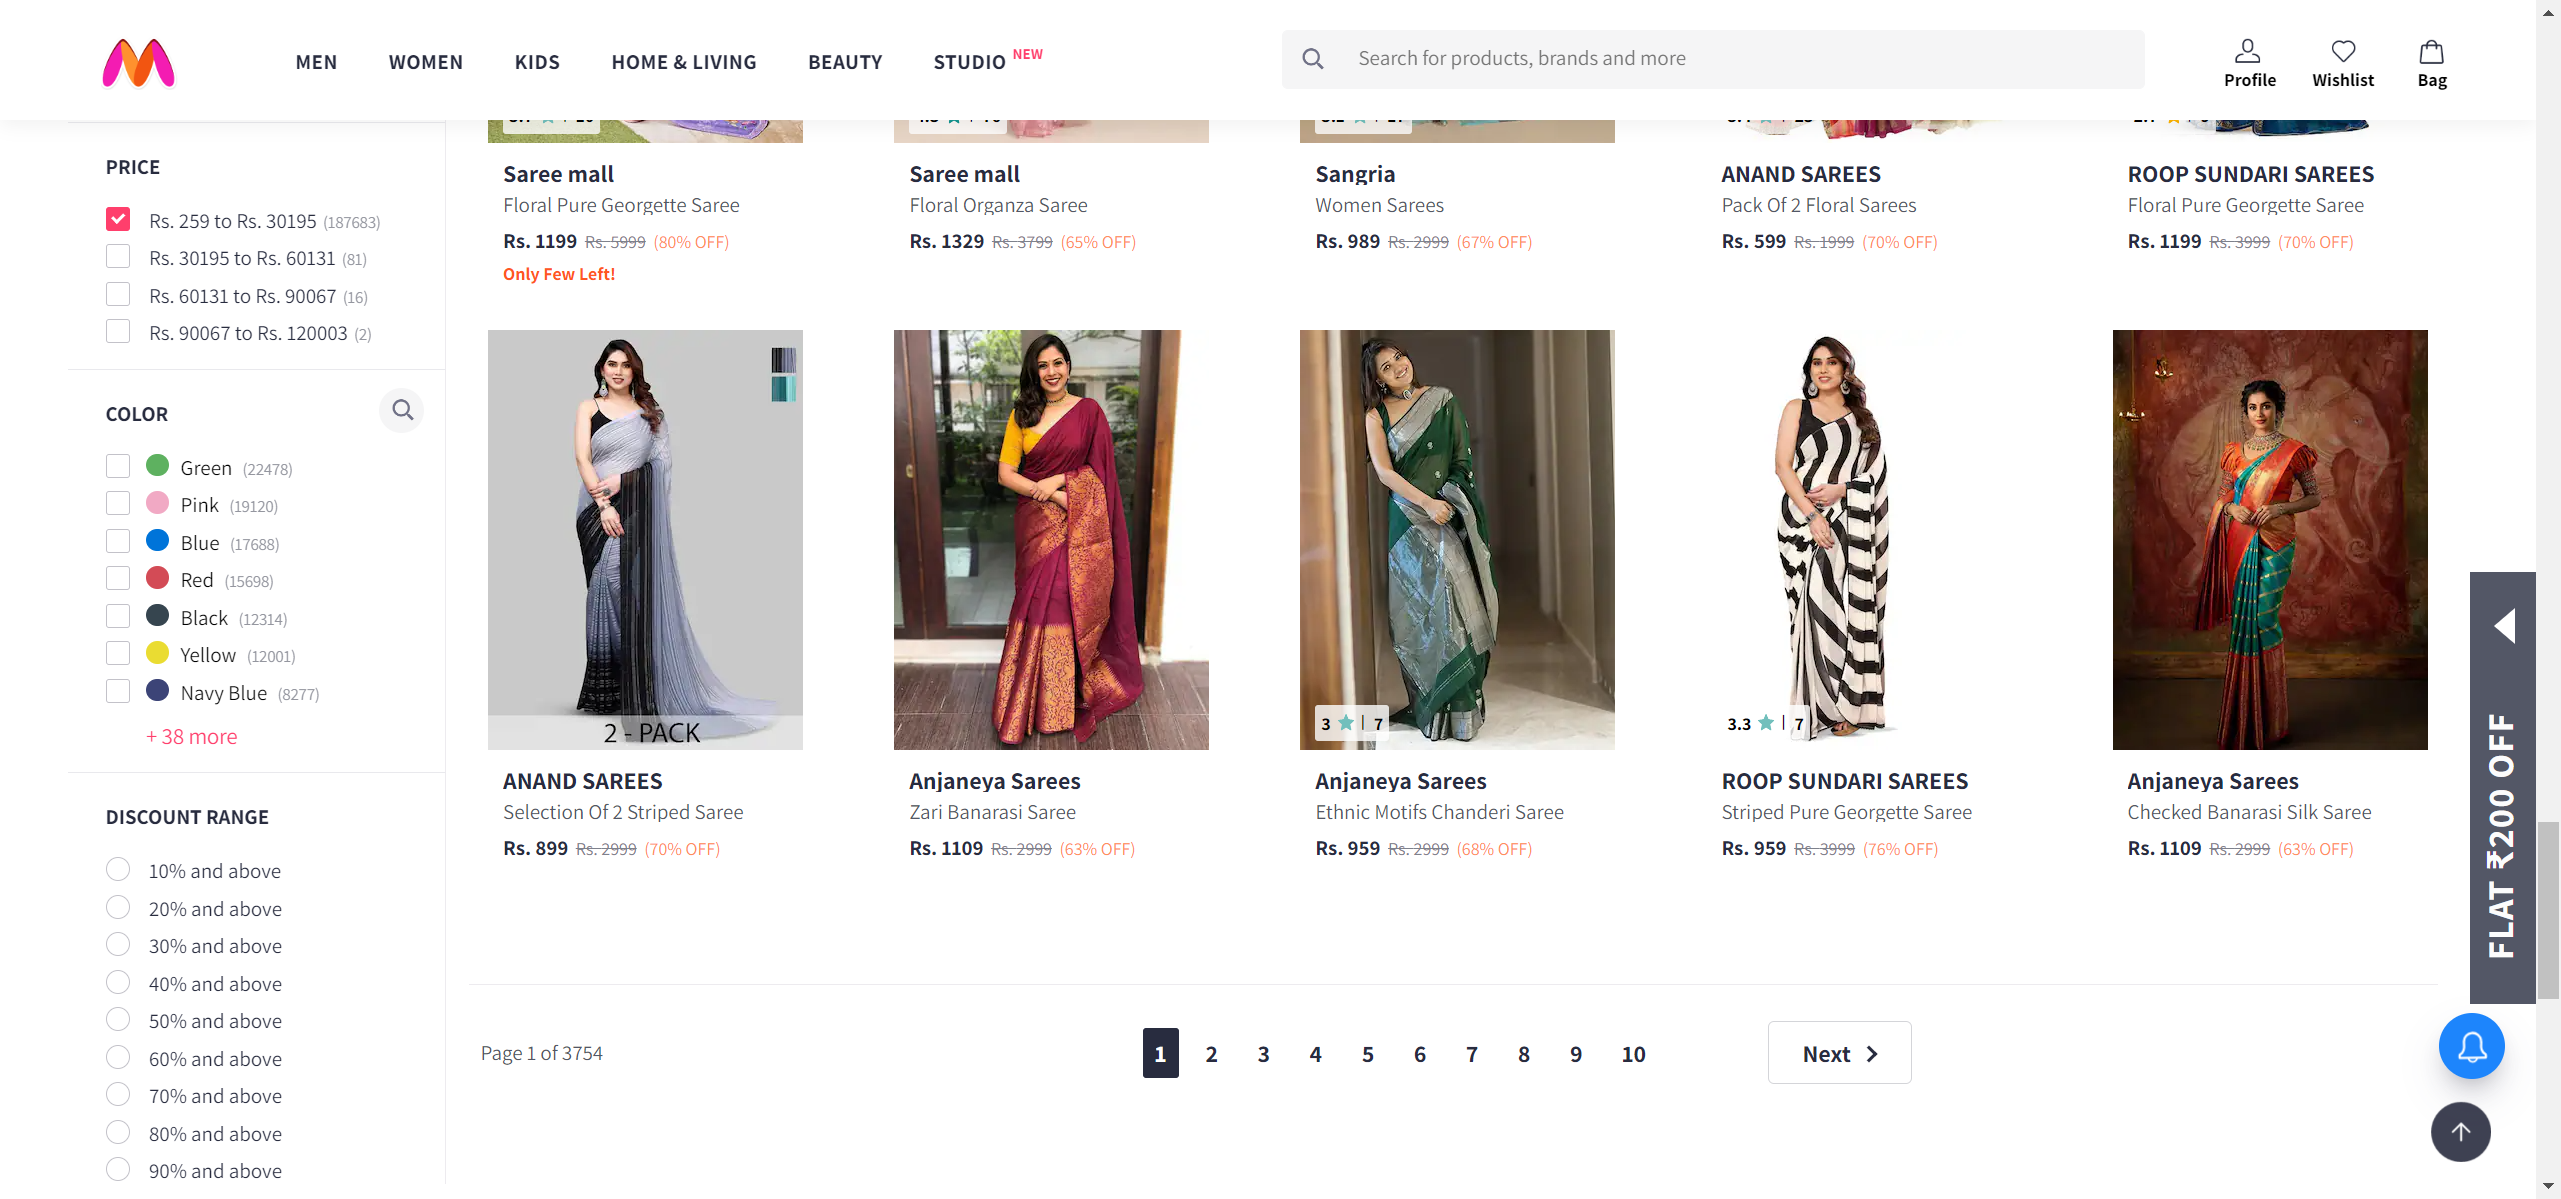 MEN WOMEN KIDS HOME & LIVING BEAUTY STUDIO NEW
Search for products, brands and more
Profile Wishlist Bag
PRICE
Rs. 259 to Rs. 30195 (187683)
Rs. 30195 to Rs. 60131 (81)
Rs. 60131 to Rs. 90067 (16)
Rs. 90067 to Rs. 120003 (2)
COLOR
Green (22478)
Pink (19120)
Blue (17688)
Red (15698)
Black (12314)
Yellow (12001)
Navy Blue (8277)
+ 38 more
DISCOUNT RANGE
10% and above
20% and above
30% and above
40% and above
50% and above
60% and above
70% and above
80% and above
90% and above
Saree mall
Floral Pure Georgette Saree
Rs. 1199 Rs. 5999 (80% OFF)
Only Few Left!
Saree mall
Floral Organza Saree
Rs. 1329 Rs. 3799 (65% OFF)
Sangria
Women Sarees
Rs. 989 Rs. 2999 (67% OFF)
ANAND SAREES
Pack Of 2 Floral Sarees
Rs. 599 Rs. 1999 (70% OFF)
ROOP SUNDARI SAREES
Floral Pure Georgette Saree
Rs. 1199 Rs. 3999 (70% OFF)
2 - PACK
ANAND SAREES
Selection Of 2 Striped Saree
Rs. 899 Rs. 2999 (70% OFF)
Anjaneya Sarees
Zari Banarasi Saree
Rs. 1109 Rs. 2999 (63% OFF)
3 | 7
Anjaneya Sarees
Ethnic Motifs Chanderi Saree
Rs. 959 Rs. 2999 (68% OFF)
3.3 | 7
ROOP SUNDARI SAREES
Striped Pure Georgette Saree
Rs. 959 Rs. 3999 (76% OFF)
Anjaneya Sarees
Checked Banarasi Silk Saree
Rs. 1109 Rs. 2999 (63% OFF)
FLAT ₹200 OFF
Page 1 of 3754
1 2 3 4 5 6 7 8 9 10
Next